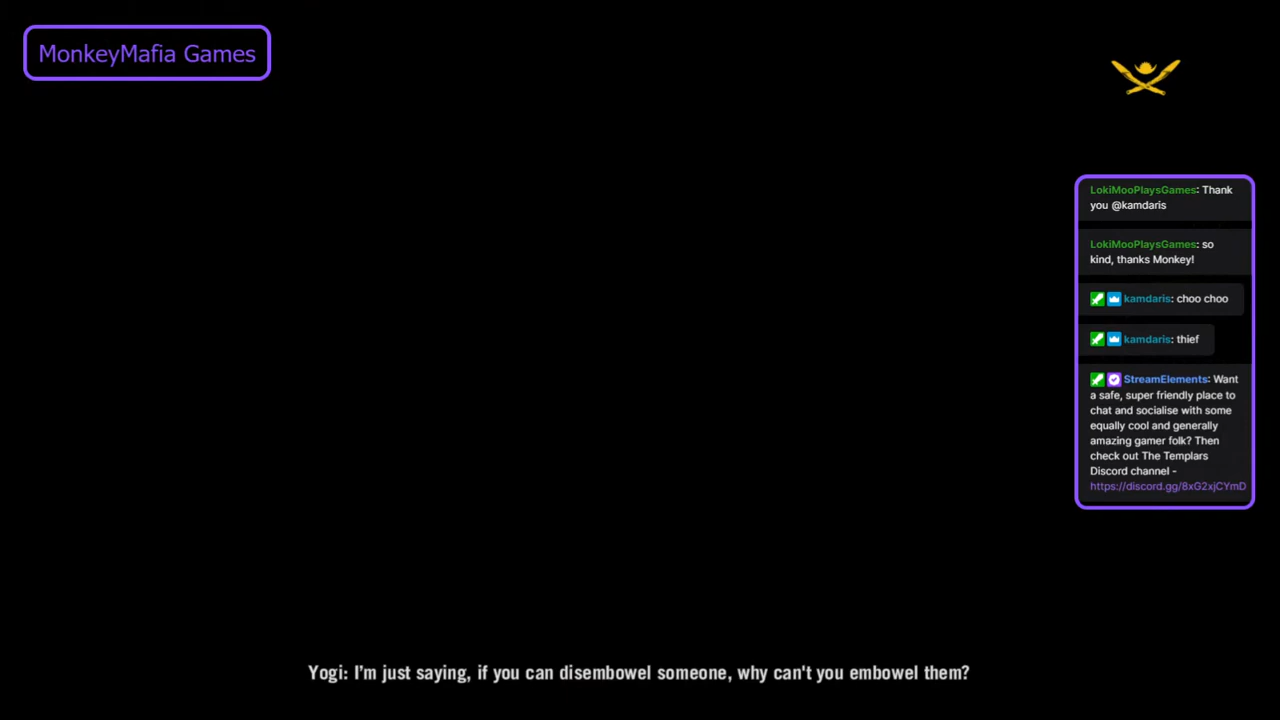 MonkeyMafia Games
LokiMooPlaysGames: Thank
you @kamdaris
LokiMooPlaysGames: so
kind, thanks Monkey!
kamdaris: choo choo
kamdaris: thief
StreamElements: Want
a safe, super friendly place to
chat and socialise with some
equally cool and generally
amazing gamer folk? Then
check out The Templars
Discord channel -
https://discord.gg/8xG2xjCYmD
Yogi: I'm just saying, if you can disembowel someone, why can't you embowel them?